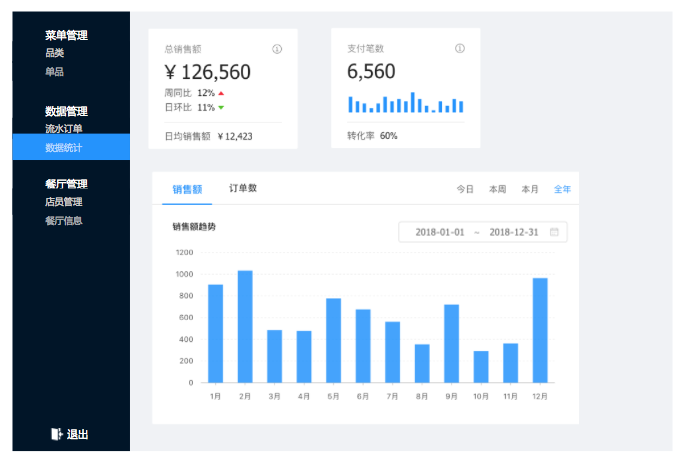 菜单管理
品类
单品
数据管理
流水订单
数据统计
餐厅管理
店员管理
餐厅信息
退出
总销售额
¥ 126,560
周同比 12%
日环比 11%
日均销售额 ¥12,423
支付笔数
6,560
转化率 60%
销售额 订单数 今日 本周 本月 全年
销售额趋势
2018-01-01 ~ 2018-12-31
1200
1000
800
600
400
200
0
1月 2月 3月 4月 5月 6月 7月 8月 9月 10月 11月 12月